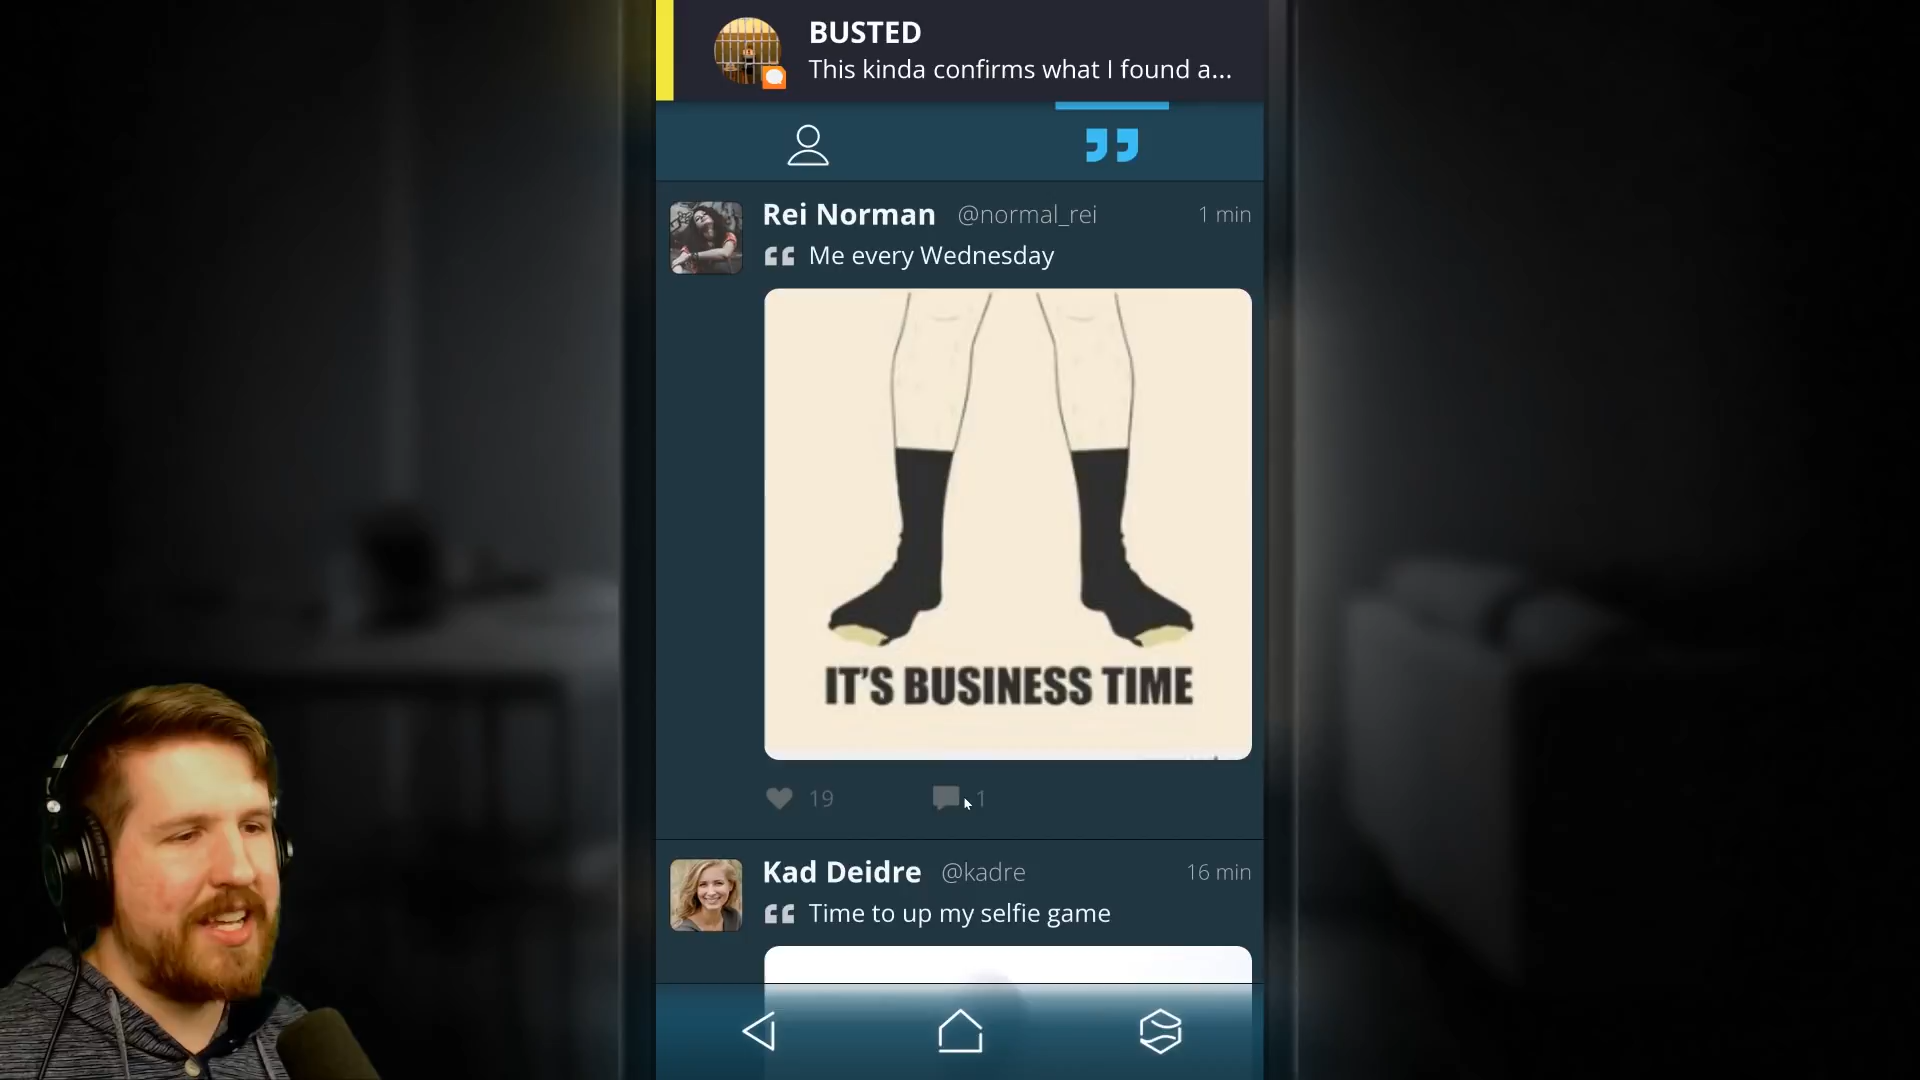 BUSTED
This kinda confirms what I found a...
Rei Norman @normal_rei 1 min
Me every Wednesday
IT'S BUSINESS TIME
19 1
Kad Deidre @kadre 16 min
Time to up my selfie game